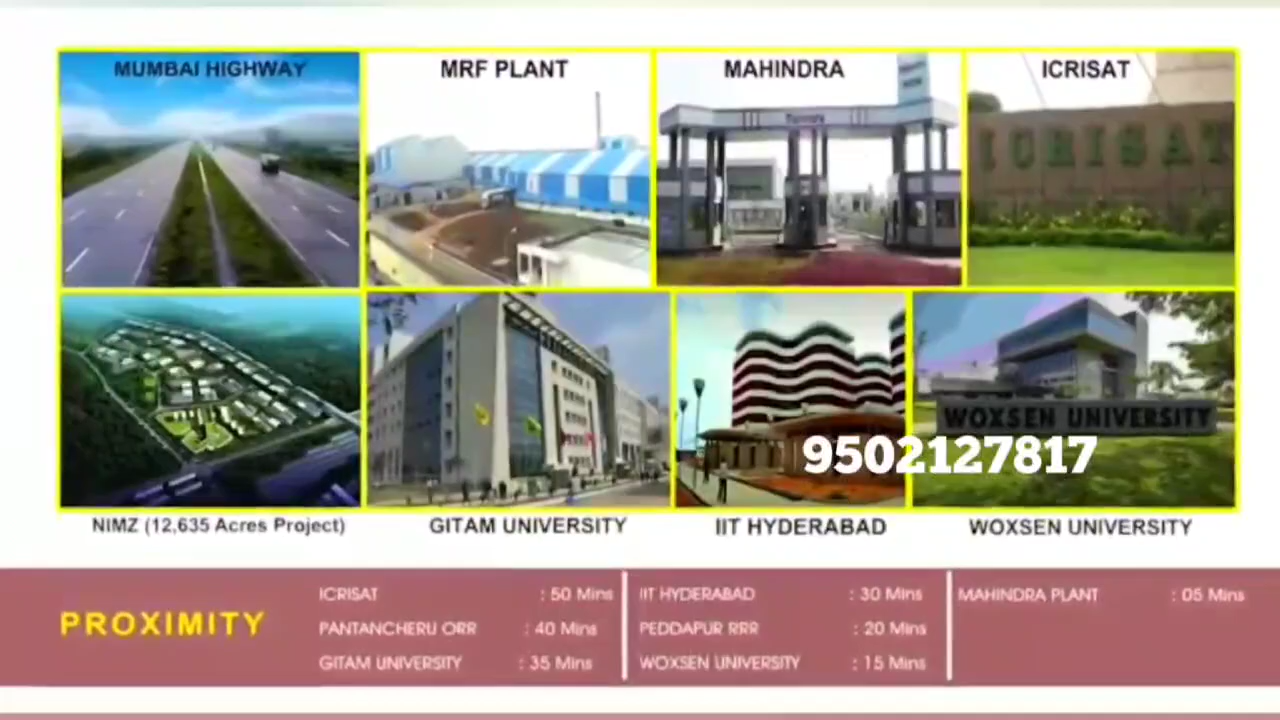 MUMBAI HIGHWAY
MRF PLANT
MAHINDRA
ICRISAT
ICRISAT
WOXSEN UNIVERSITY
9502127817
NIMZ (12,635 Acres Project)
GITAM UNIVERSITY
IIT HYDERABAD
WOXSEN UNIVERSITY
PROXIMITY
ICRISAT : 50 Mins
PANTANCHERU ORR : 40 Mins
GITAM UNIVERSITY : 35 Mins
IIT HYDERABAD : 30 Mins
PEDDAPUR RRR : 20 Mins
WOXSEN UNIVERSITY : 15 Mins
MAHINDRA PLANT : 05 Mins